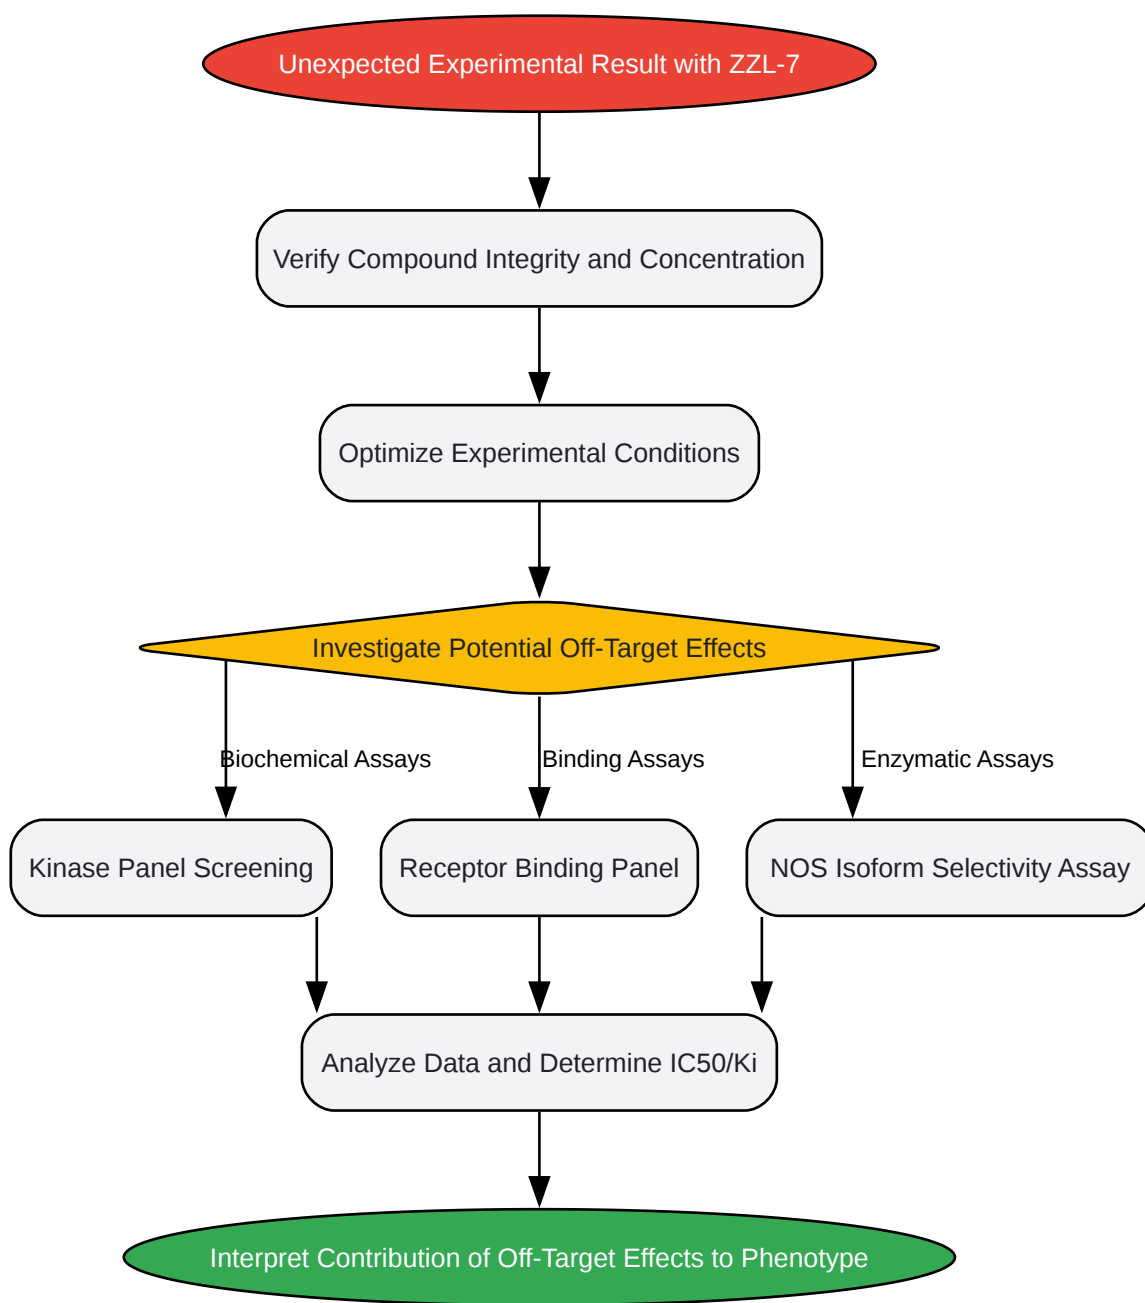 Unexpected Experimental Result with ZZL-7
Verify Compound Integrity and Concentration
Optimize Experimental Conditions
Investigate Potential Off-Target Effects
Biochemical Assays
Binding Assays
Enzymatic Assays
Kinase Panel Screening
Receptor Binding Panel
NOS Isoform Selectivity Assay
Analyze Data and Determine IC50/Ki
Interpret Contribution of Off-Target Effects to Phenotype